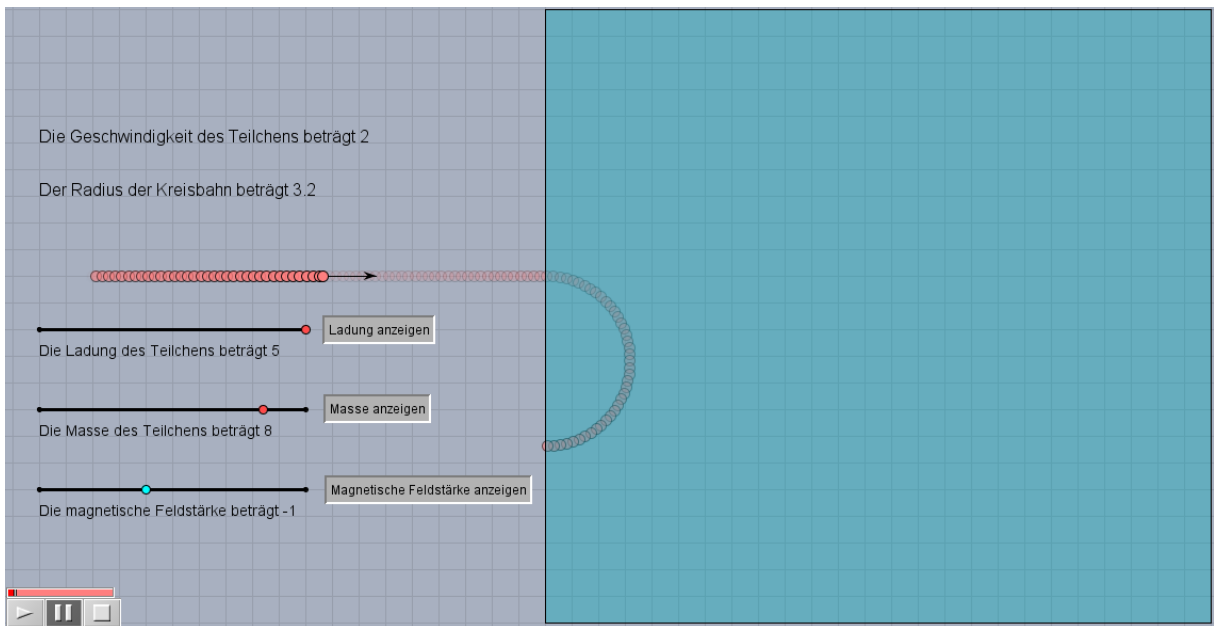 Die Geschwindigkeit des Teilchens beträgt 2
Der Radius der Kreisbahn beträgt 3.2
Ladung anzeigen
Die Ladung des Teilchens beträgt 5
Masse anzeigen
Die Masse des Teilchens beträgt 8
Magnetische Feldstärke anzeigen
Die magnetische Feldstärke beträgt -1